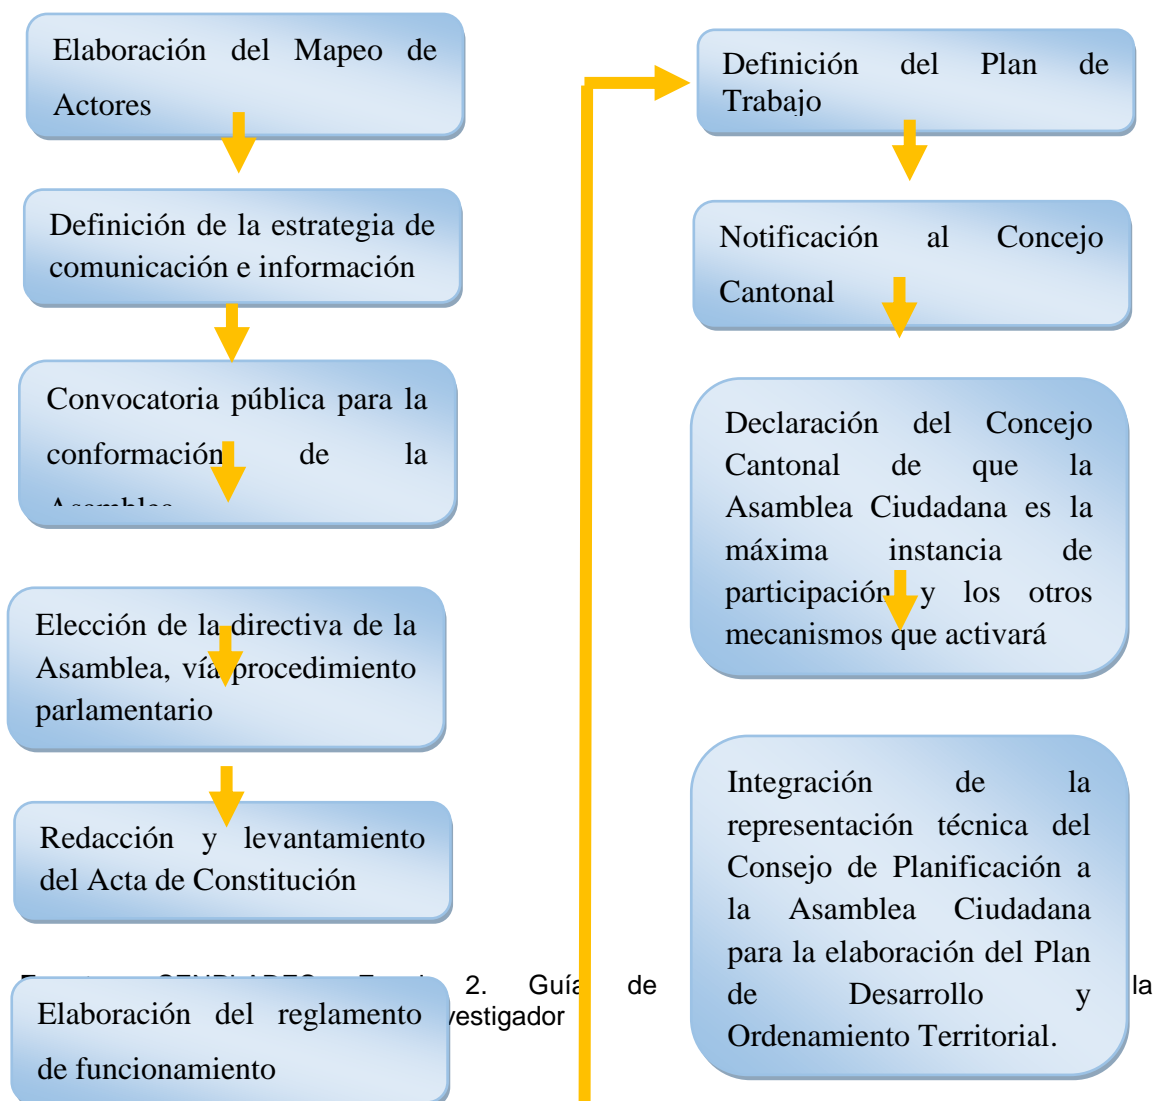 Elaboración del Mapeo de
Actores
Definición de la estrategia de
comunicación e información
Convocatoria pública para la
conformación de la
Asamblea
Elección de la directiva de la
Asamblea, vía procedimiento
parlamentario
Redacción y levantamiento
del Acta de Constitución
Elaboración del reglamento
de funcionamiento
Definición del Plan de
Trabajo
Notificación al Concejo
Cantonal
Declaración del Concejo
Cantonal de que la
Asamblea Ciudadana es la
máxima instancia de
participación y los otros
mecanismos que activará
Integración de la
representación técnica del
Consejo de Planificación a
la Asamblea Ciudadana
para la elaboración del Plan
de Desarrollo y
Ordenamiento Territorial.
SENPLADES 2. Guía de la